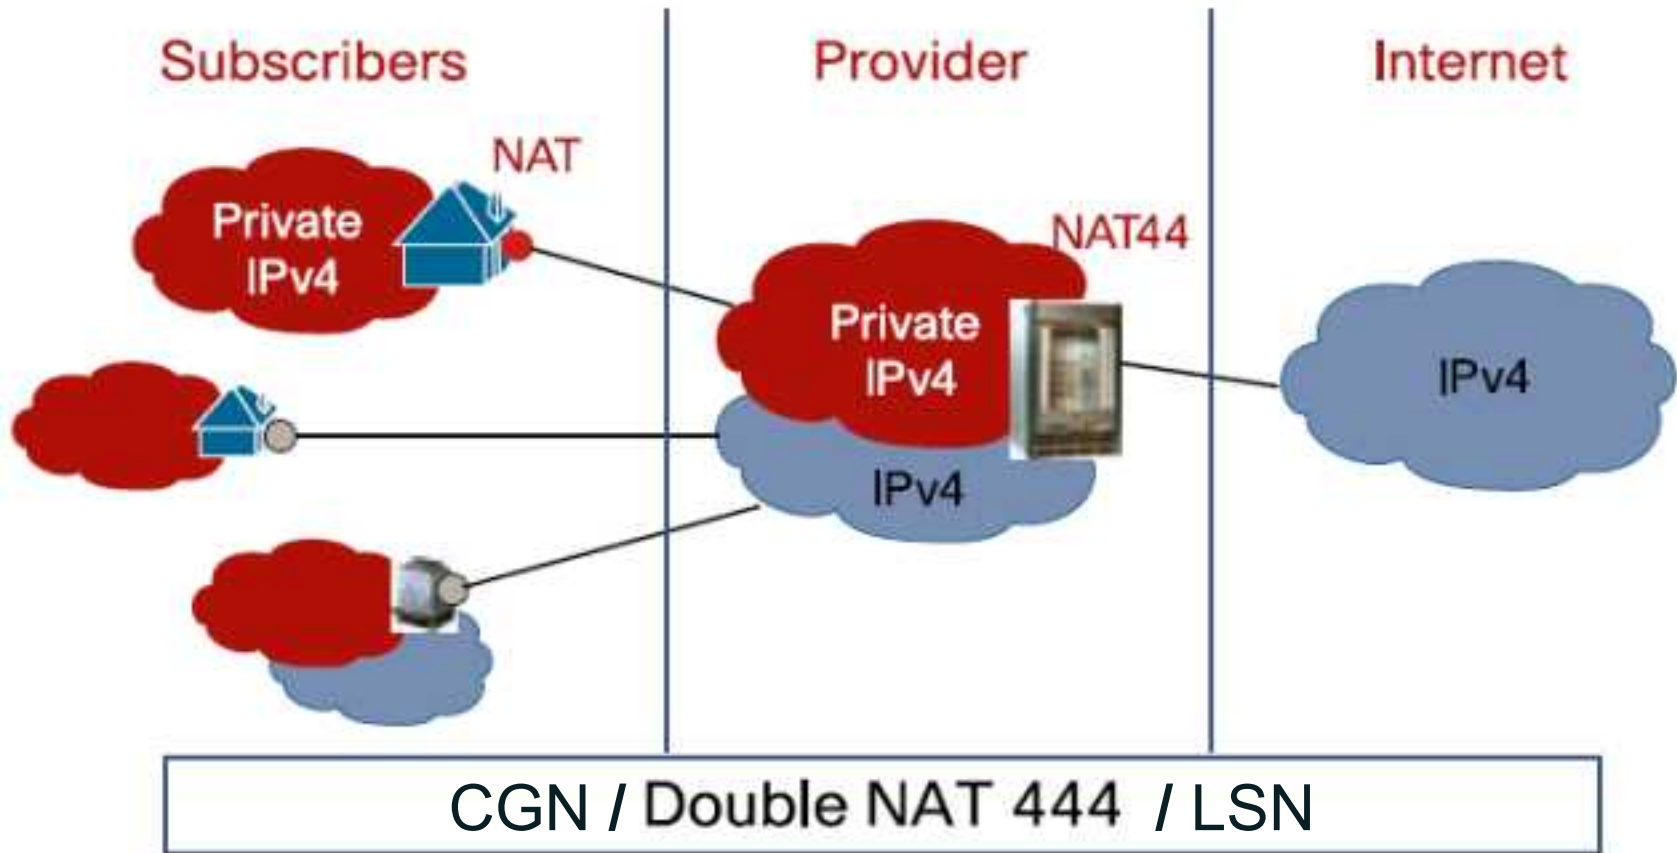 Subscribers
Provider
Internet
NAT
Private
IPv4
NAT44
Private
IPv4
IPv4
IPv4
CGN / Double NAT 444 / LSN